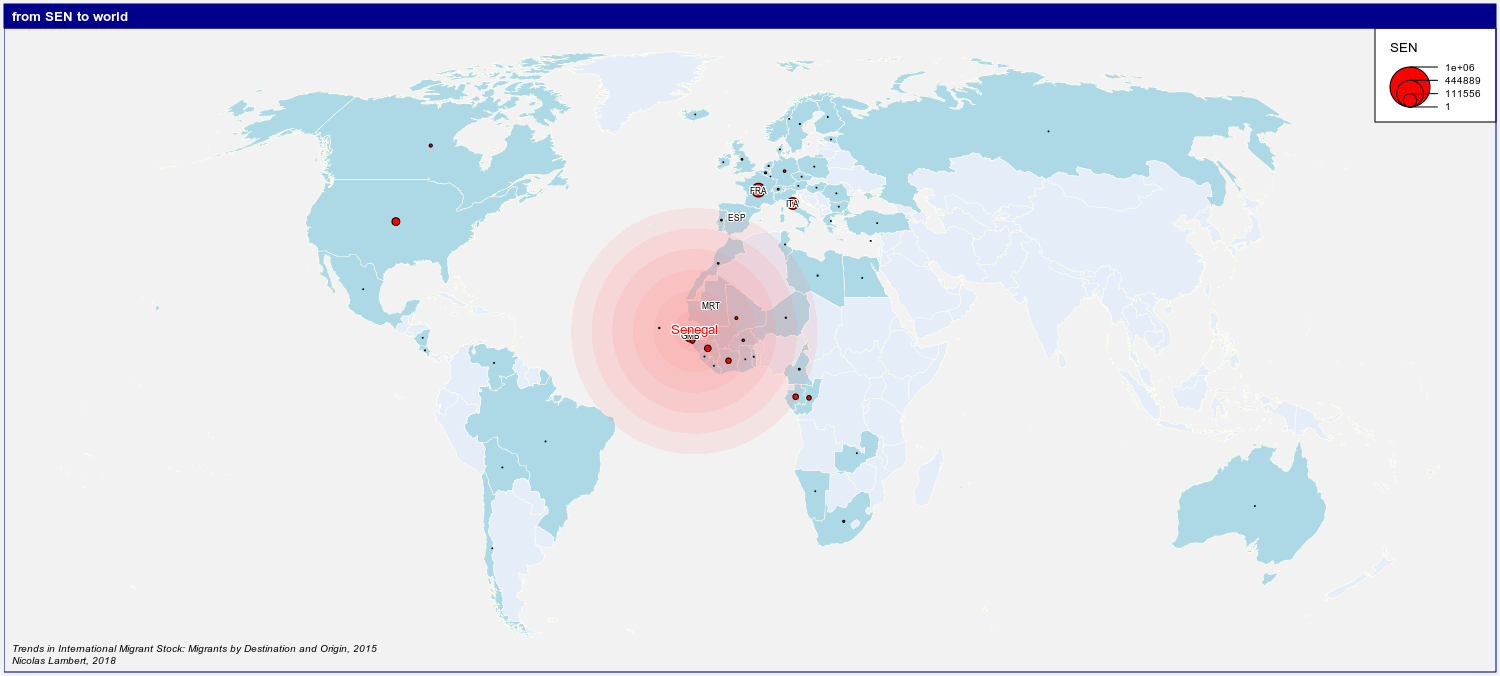 from SEN to world
SEN
1e+06
444889
111556
1
FRA
ITA
ESP
MRT
Senegal
GMB
Trends in International Migrant Stock: Migrants by Destination and Origin, 2015
Nicolas Lambert, 2018